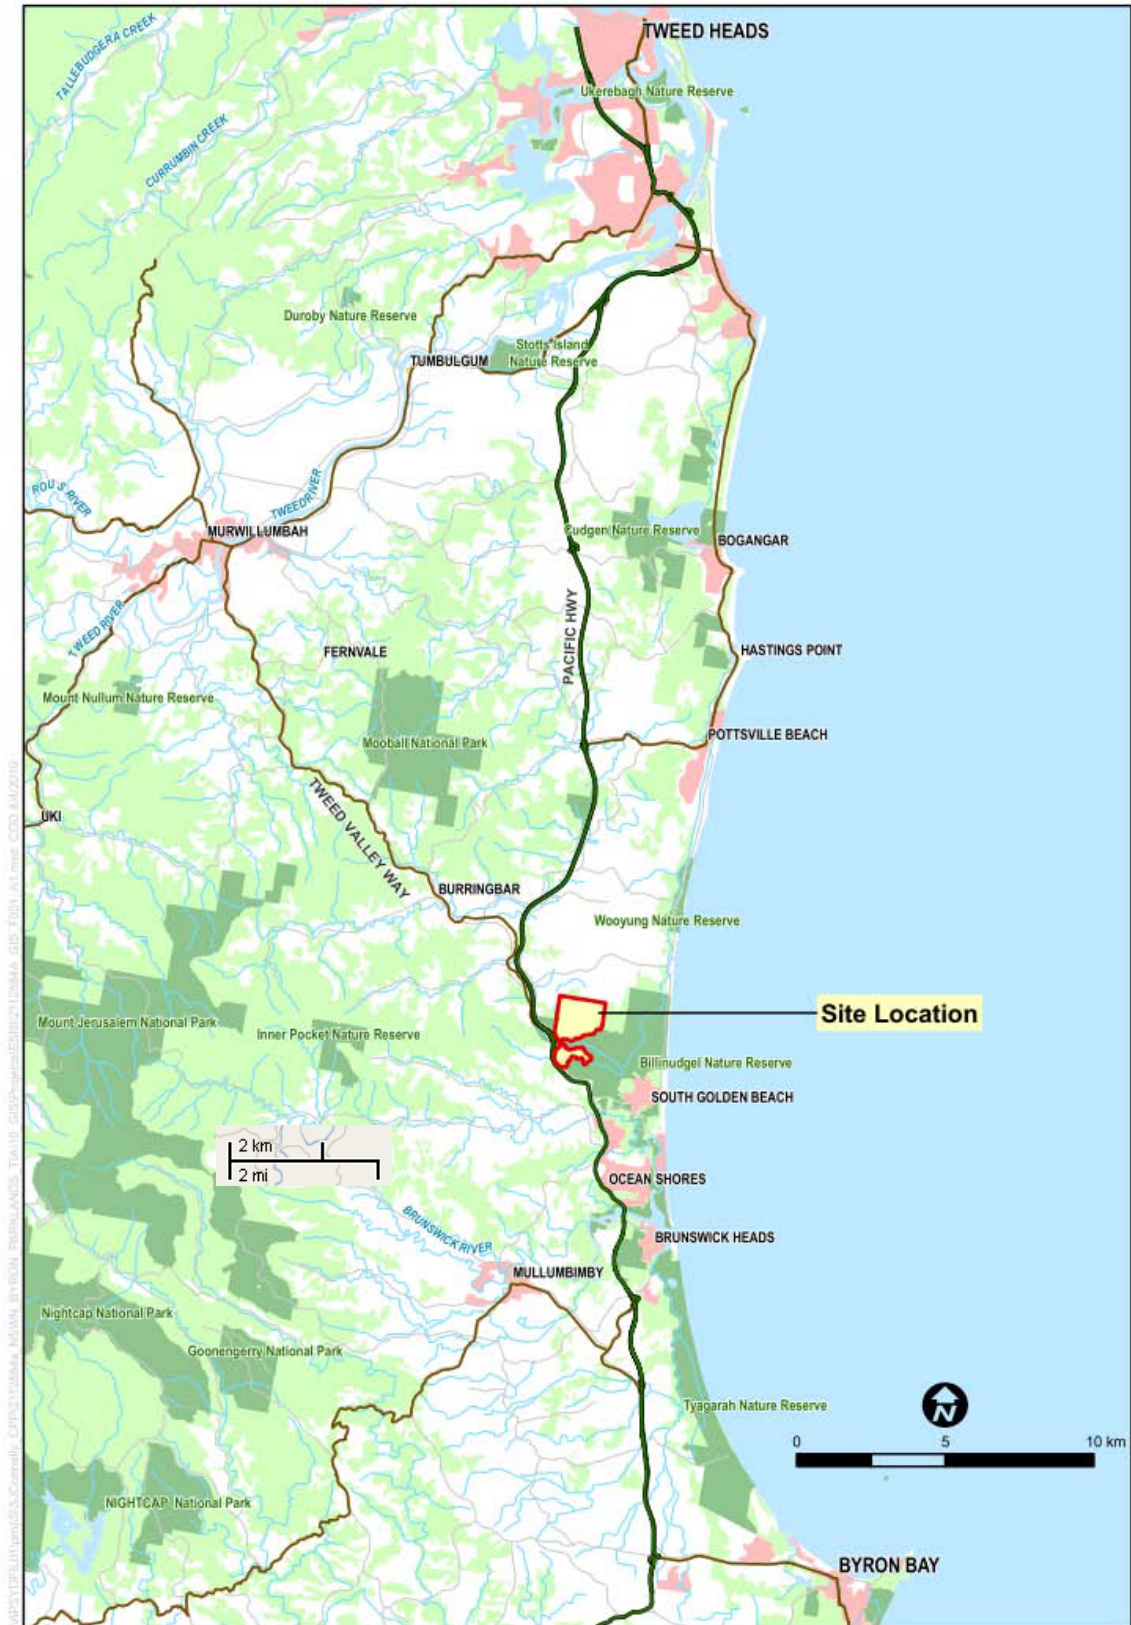 TWEED HEADS
TALLEBUDGERA CREEK
Ukerebagh Nature Reserve
CURRUMBIN CREEK
Duroby Nature Reserve
Stotts Island
Nature Reserve
TUMBULGUM
ROUS RIVER
TWEED RIVER
MURWILLUMBAH
Cudgen Nature Reserve
BOGANGAR
TWEED RIVER
PACIFIC HWY
FERNVALE
HASTINGS POINT
Mount Nullum Nature Reserve
Mooball National Park
POTTSVILLE BEACH
UKI
TWEED VALLEY WAY
BURRINGBAR
Wooyung Nature Reserve
Site Location
Mount Jerusalem National Park
Inner Pocket Nature Reserve
Billinudgel Nature Reserve
SOUTH GOLDEN BEACH
2 km
2 mi
OCEAN SHORES
BRUNSWICK RIVER
BRUNSWICK HEADS
MULLUMBIMBY
Nightcap National Park
Goonengerry National Park
Tyagarah Nature Reserve
N
0 5 10 km
NIGHTCAP National Park
BYRON BAY